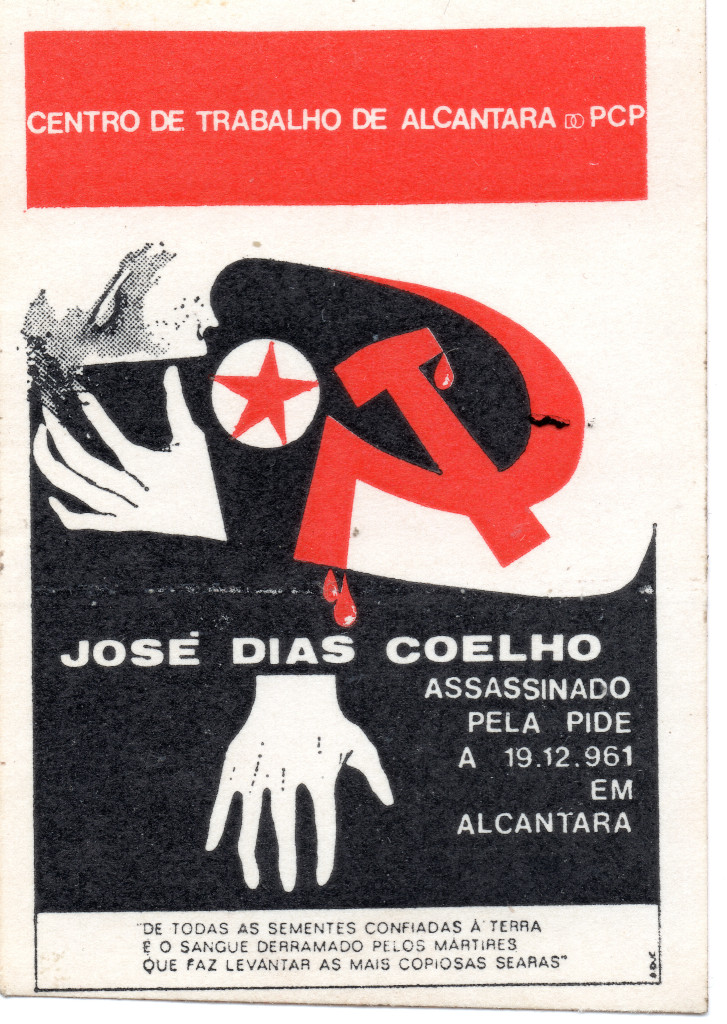 CENTRO DE TRABALHO DE ALCANTARA DO PCP
JOSÉ DIAS COELHO
ASSASSINADO
PELA PIDE
A 19.12.961
EM
ALCANTARA
"DE TODAS AS SEMENTES CONFIADAS À TERRA
É O SANGUE DERRAMADO PELOS MÁRTIRES
QUE FAZ LEVANTAR AS MAIS COPIOSAS SEARAS"